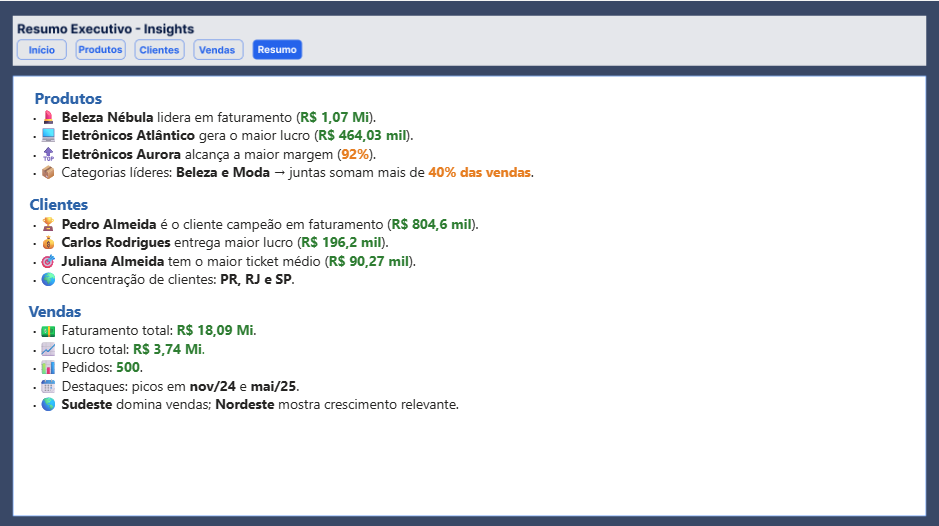 Resumo Executivo - Insights
Início Produtos Clientes Vendas Resumo
Produtos
• Beleza Nébula lidera em faturamento (R$ 1,07 Mi).
• Eletrônicos Atlântico gera o maior lucro (R$ 464,03 mil).
• TOP Eletrônicos Aurora alcança a maior margem (92%).
• Categorias líderes: Beleza e Moda → juntas somam mais de 40% das vendas.
Clientes
• Pedro Almeida é o cliente campeão em faturamento (R$ 804,6 mil).
• Carlos Rodrigues entrega maior lucro (R$ 196,2 mil).
• Juliana Almeida tem o maior ticket médio (R$ 90,27 mil).
• Concentração de clientes: PR, RJ e SP.
Vendas
• Faturamento total: R$ 18,09 Mi.
• Lucro total: R$ 3,74 Mi.
• Pedidos: 500.
• Destaques: picos em nov/24 e mai/25.
• Sudeste domina vendas; Nordeste mostra crescimento relevante.